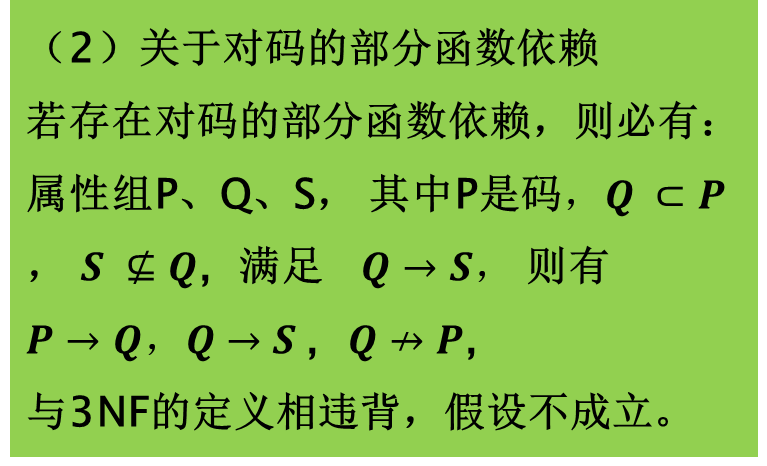 （2）关于对码的部分函数依赖
若存在对码的部分函数依赖，则必有：
属性组P、Q、S， 其中P是码，Q ⊂ P
， S ⊈ Q, 满足 Q → S， 则有
P → Q，Q → S , Q ↛ P,
与3NF的定义相违背，假设不成立。